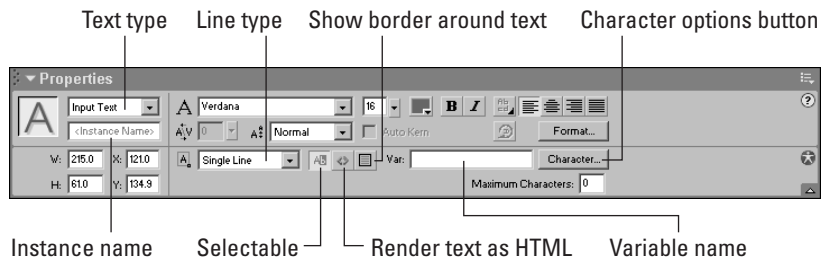 Text type Line type Show border around text Character options button
Properties
A Input Text A Verdana 16 B I
<Instance Name> A V 0 Normal Auto Kern Format...
W: 215.0 X: 121.0 Single Line Var: Character...
H: 61.0 Y: 134.9 Maximum Characters: 0
Instance name Selectable Render text as HTML Variable name